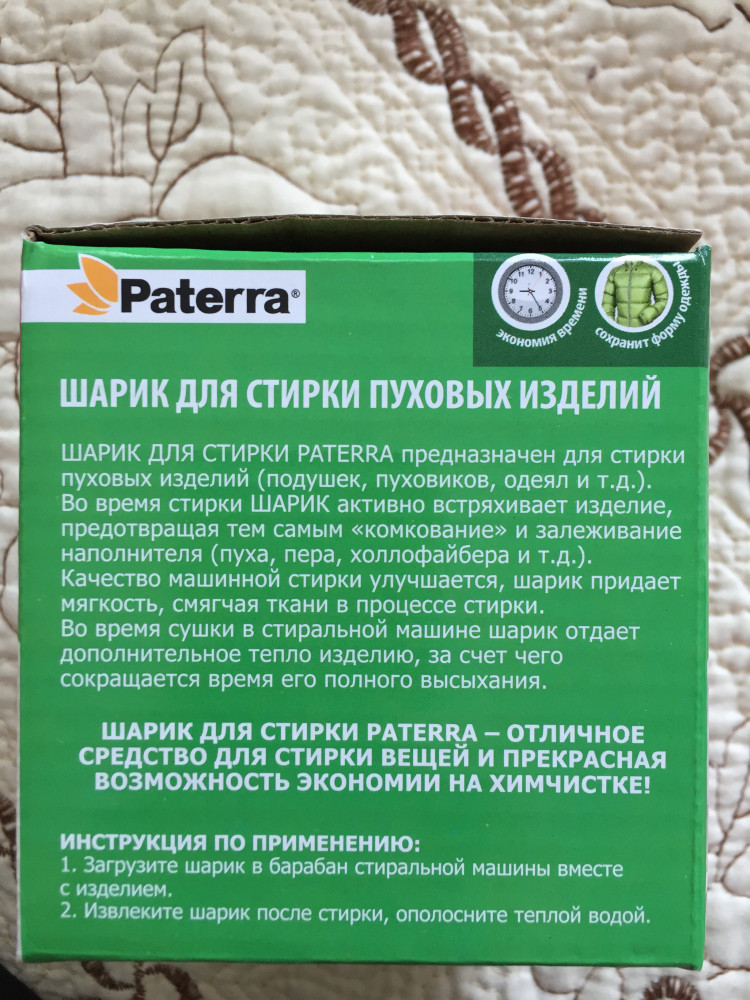 Paterra®
экономия времени
сохранит форму одежды
ШАРИК ДЛЯ СТИРКИ ПУХОВЫХ ИЗДЕЛИЙ
ШАРИК ДЛЯ СТИРКИ PATERRA предназначен для стирки
пуховых изделий (подушек, пуховиков, одеял и т.д.).
Во время стирки ШАРИК активно встряхивает изделие,
предотвращая тем самым «комкование» и залеживание
наполнителя (пуха, пера, холлофайбера и т.д.).
Качество машинной стирки улучшается, шарик придает
мягкость, смягчая ткани в процессе стирки.
Во время сушки в стиральной машине шарик отдает
дополнительное тепло изделию, за счет чего
сокращается время его полного высыхания.
ШАРИК ДЛЯ СТИРКИ PATERRA – ОТЛИЧНОЕ
СРЕДСТВО ДЛЯ СТИРКИ ВЕЩЕЙ И ПРЕКРАСНАЯ
ВОЗМОЖНОСТЬ ЭКОНОМИИ НА ХИМЧИСТКЕ!
ИНСТРУКЦИЯ ПО ПРИМЕНЕНИЮ:
1. Загрузите шарик в барабан стиральной машины вместе
с изделием.
2. Извлеките шарик после стирки, ополосните теплой водой.